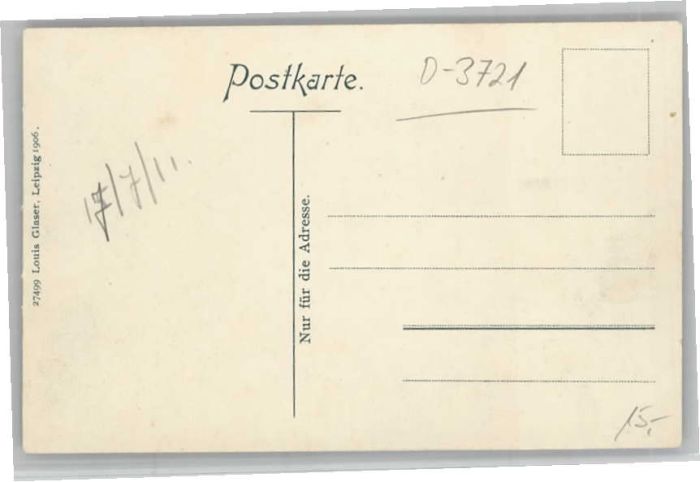 Postkarte.
D-3721
27499 Louis Glaser, Leipzig 1906.
17/7/11.
Nur für die Adresse.
15,-